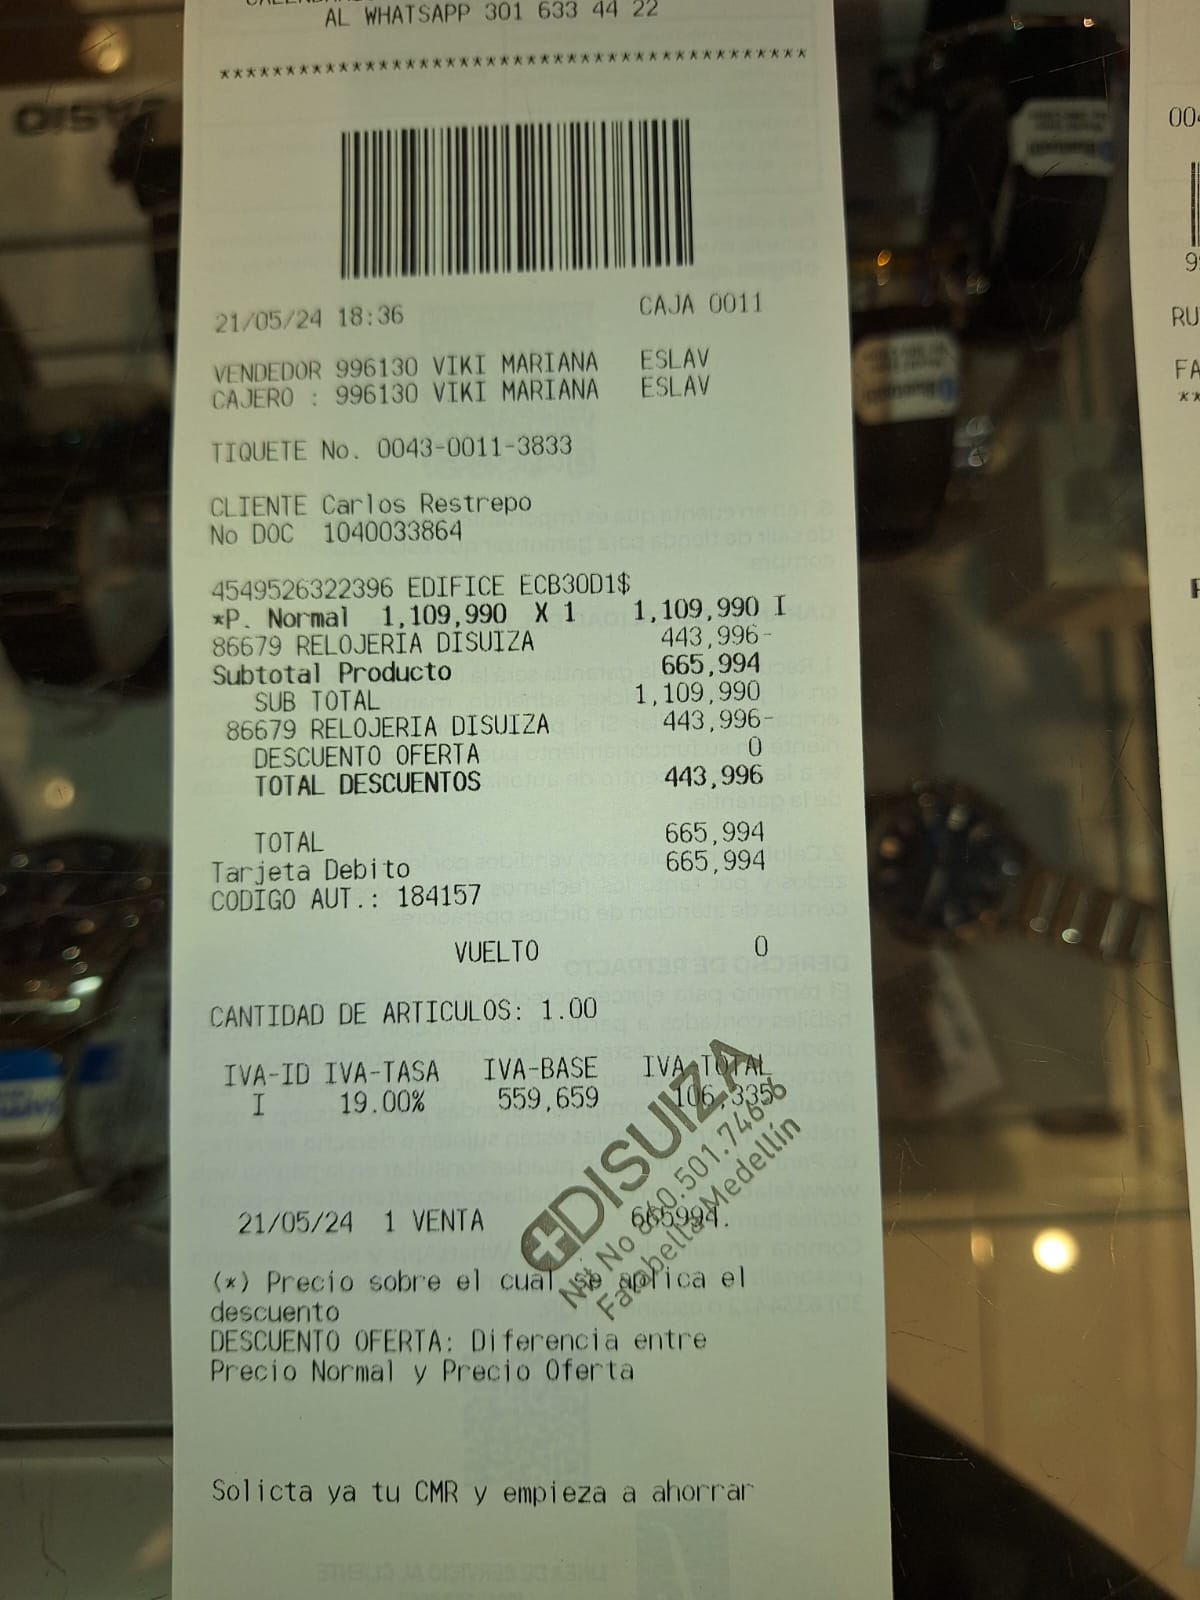 AL WHATSAPP 301 633 44 22
*********************************************
21/05/24 18:36 CAJA 0011
VENDEDOR 996130 VIKI MARIANA ESLAV
CAJERO : 996130 VIKI MARIANA ESLAV
TIQUETE No. 0043-0011-3833
CLIENTE Carlos Restrepo
No DOC 1040033864
4549526322396 EDIFICE ECB30D1$
*P. Normal 1,109,990 X 1 1,109,990 I
86679 RELOJERIA DISUIZA 443,996-
Subtotal Producto 665,994
SUB TOTAL 1,109,990
86679 RELOJERIA DISUIZA 443,996-
DESCUENTO OFERTA 0
TOTAL DESCUENTOS 443,996
TOTAL 665,994
Tarjeta Debito 665,994
CODIGO AUT.: 184157
VUELTO 0
CANTIDAD DE ARTICULOS: 1.00
IVA-ID IVA-TASA IVA-BASE IVA-TOTAL
I 19.00% 559,659 106,335
DISUIZA
Nit No 860.501.746-6
Falabella Medellín
21/05/24 1 VENTA 665994.
(*) Precio sobre el cual se aplica el
descuento
DESCUENTO OFERTA: Diferencia entre
Precio Normal y Precio Oferta
Solicta ya tu CMR y empieza a ahorrar